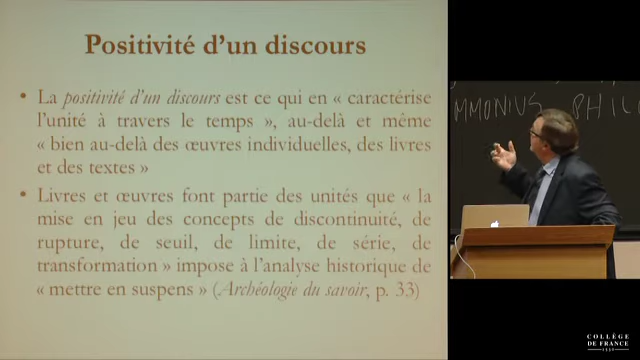 Positivité d'un discours
• La positivité d'un discours est ce qui en « caractérise
l'unité à travers le temps », au-delà et même
« bien au-delà des œuvres individuelles, des livres
et des textes »
• Livres et œuvres font partie des unités que « la
mise en jeu des concepts de discontinuité, de
rupture, de seuil, de limite, de série, de
transformation » impose à l'analyse historique de
« mettre en suspens » (Archéologie du savoir, p. 33)
MMONIUS PHIL
COLLÈGE
DE FRANCE
1530